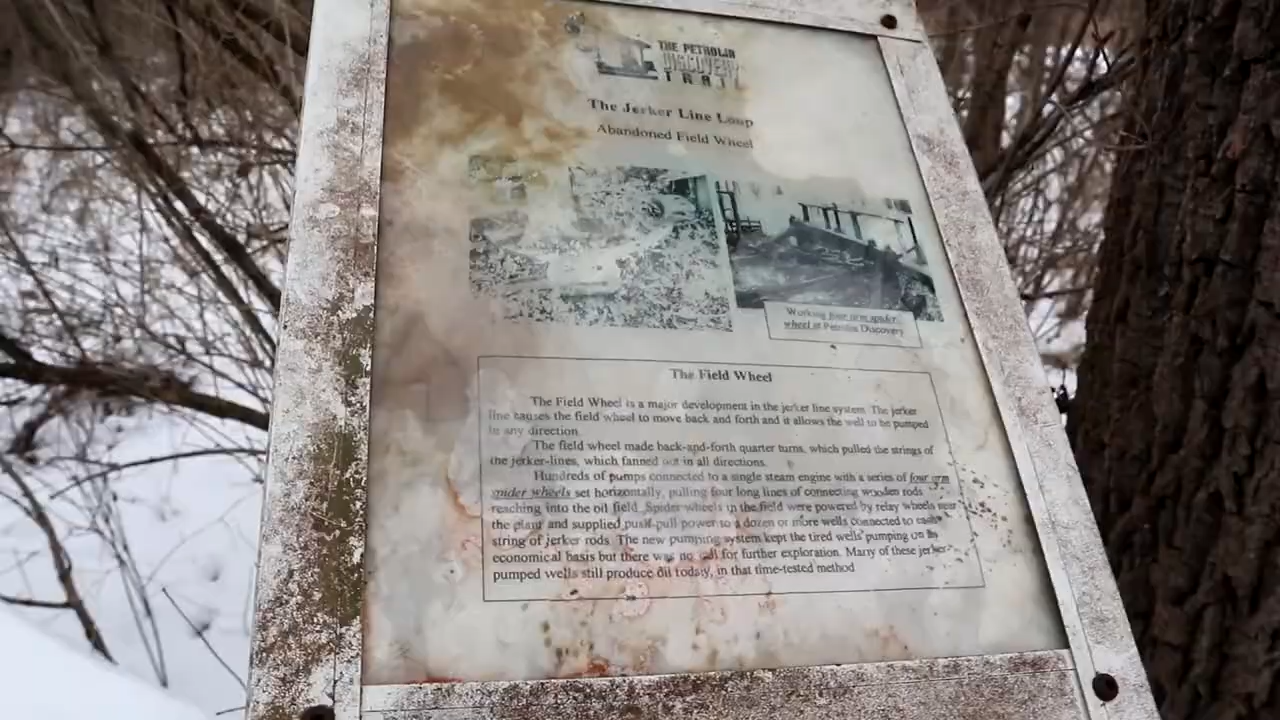 THE PETROLIA
DISCOVERY
TRAIL
The Jerker Line Loop
Abandoned Field Wheel
Working four arm spider
wheel at Petrolia Discovery
The Field Wheel
The Field Wheel is a major development in the jerker line system. The jerker
line causes the field wheel to move back and forth and it allows the well to be pumped
in any direction.
The field wheel made back-and-forth quarter turns, which pulled the strings of
the jerker-lines, which fanned out in all directions.
Hundreds of pumps connected to a single steam engine with a series of four arm
spider wheels set horizontally, pulling four long lines of connecting wooden rods
reaching into the oil field. Spider wheels in the field were powered by relay wheels near
the plant and supplied push-pull power to a dozen or more wells connected to each
string of jerker rods. The new pumping system kept the tired wells' pumping on an
economical basis but there was no call for further exploration. Many of these jerker-
pumped wells still produce oil today, in that time-tested method